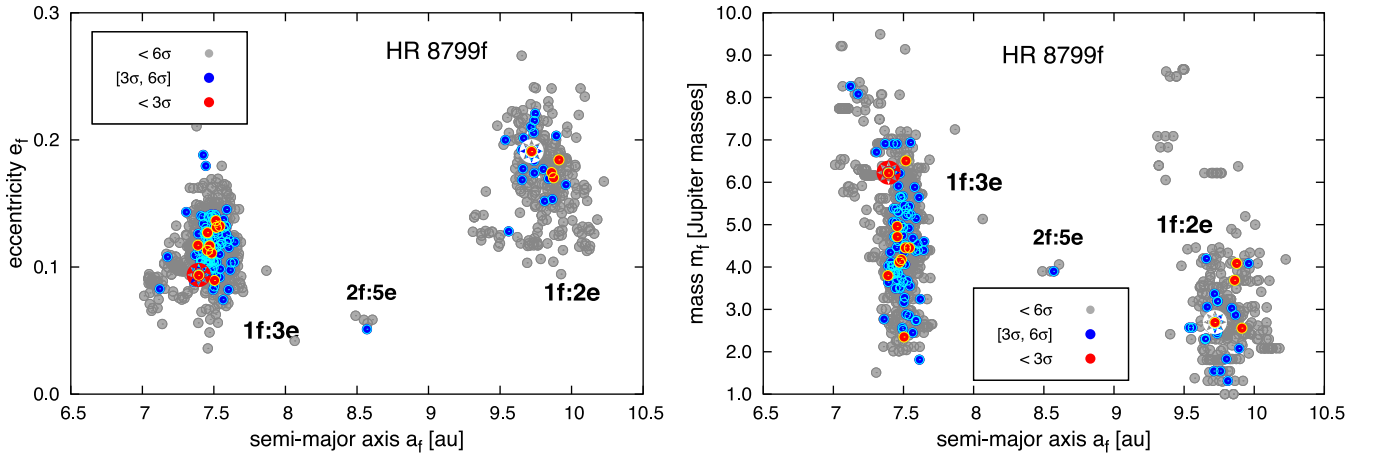 HR 8799f
< 6σ
[3σ, 6σ]
< 3σ
eccentricity e_f
0.3
0.2
0.1
0.0
1f:3e
2f:5e
1f:2e
6.5 7 7.5 8 8.5 9 9.5 10 10.5
semi-major axis a_f [au]
HR 8799f
mass m_f [Jupiter masses]
10.0
9.0
8.0
7.0
6.0
5.0
4.0
3.0
2.0
1.0
1f:3e
2f:5e
1f:2e
< 6σ
[3σ, 6σ]
< 3σ
6.5 7 7.5 8 8.5 9 9.5 10 10.5
semi-major axis a_f [au]